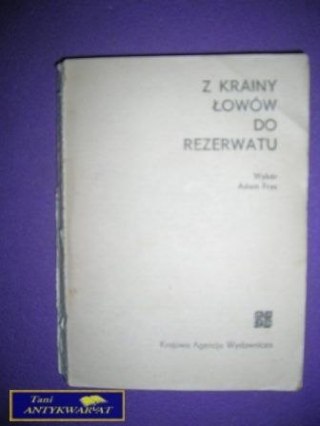 Z KRAINY
ŁOWÓW
DO
REZERWATU
Wybór
Adam Fras
Krajowa Agencja Wydawnicza
Tani
ANTYKWARIAT